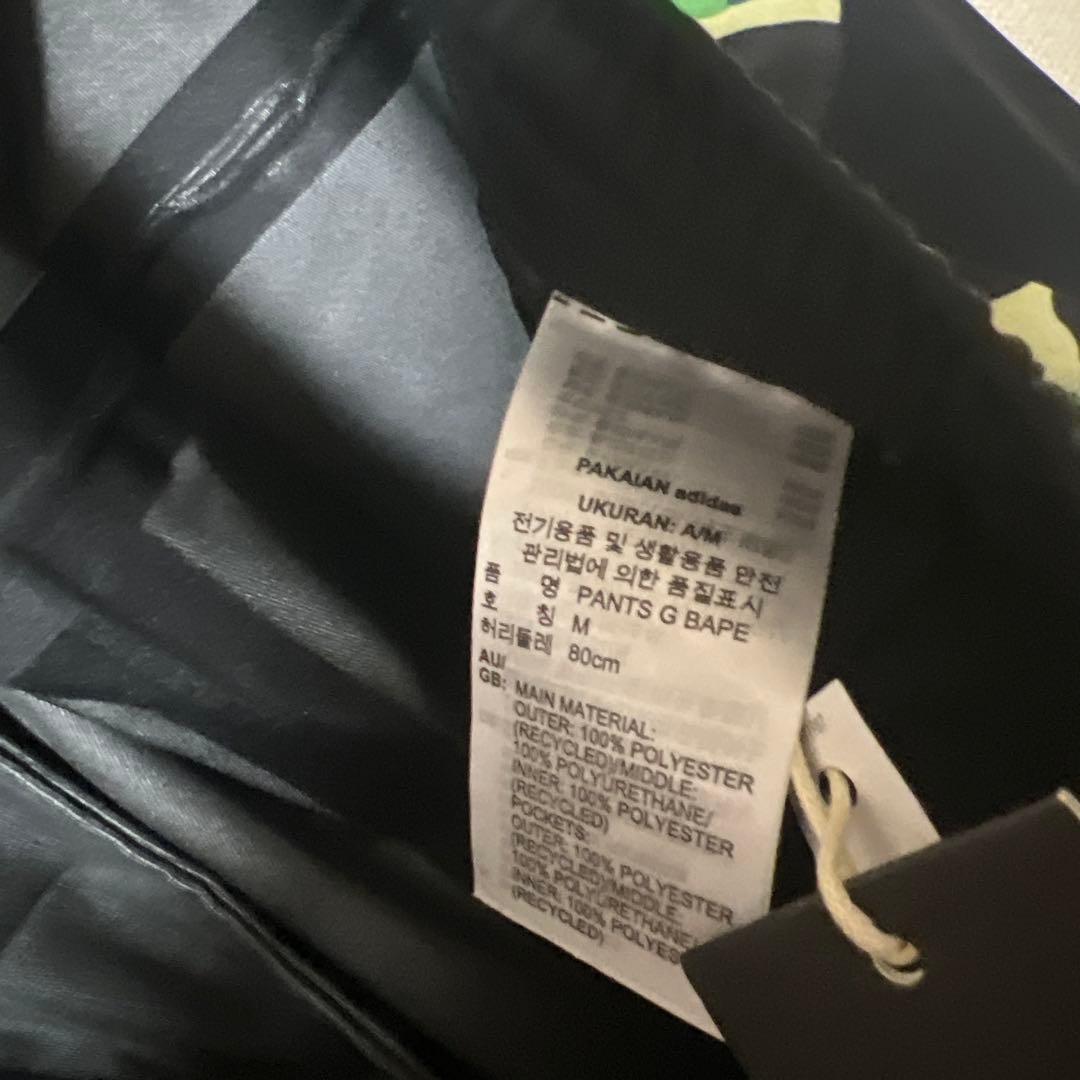 PAKAIAN adidas
UKURAN: A/M
전기용품 및 생활용품 안전
관리법에 의한 품질표시
품 명 PANTS G BAPE
호 칭 M
허리둘레 80cm
AU/
GB: MAIN MATERIAL:
OUTER: 100% POLYESTER
(RECYCLED)/MIDDLE:
100% POLYURETHANE/
INNER: 100% POLYESTER
(RECYCLED)
POCKETS:
OUTER: 100% POLYESTER
(RECYCLED)/MIDDLE:
100% POLYURETHANE/
INNER: 100% POLYES
(RECYCLED)